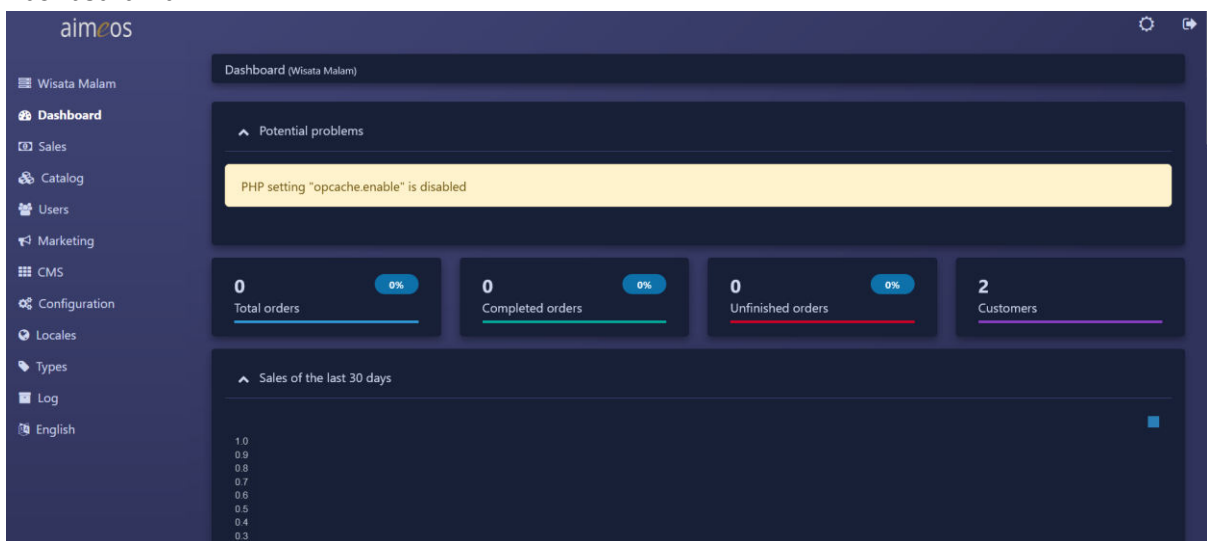 aimeos
Wisata Malam
Dashboard
Sales
Catalog
Users
Marketing
CMS
Configuration
Locales
Types
Log
English
Dashboard (Wisata Malam)
Potential problems
PHP setting "opcache.enable" is disabled
0
0%
Total orders
0
0%
Completed orders
0
0%
Unfinished orders
2
Customers
Sales of the last 30 days
1.0
0.9
0.8
0.7
0.6
0.5
0.4
0.3